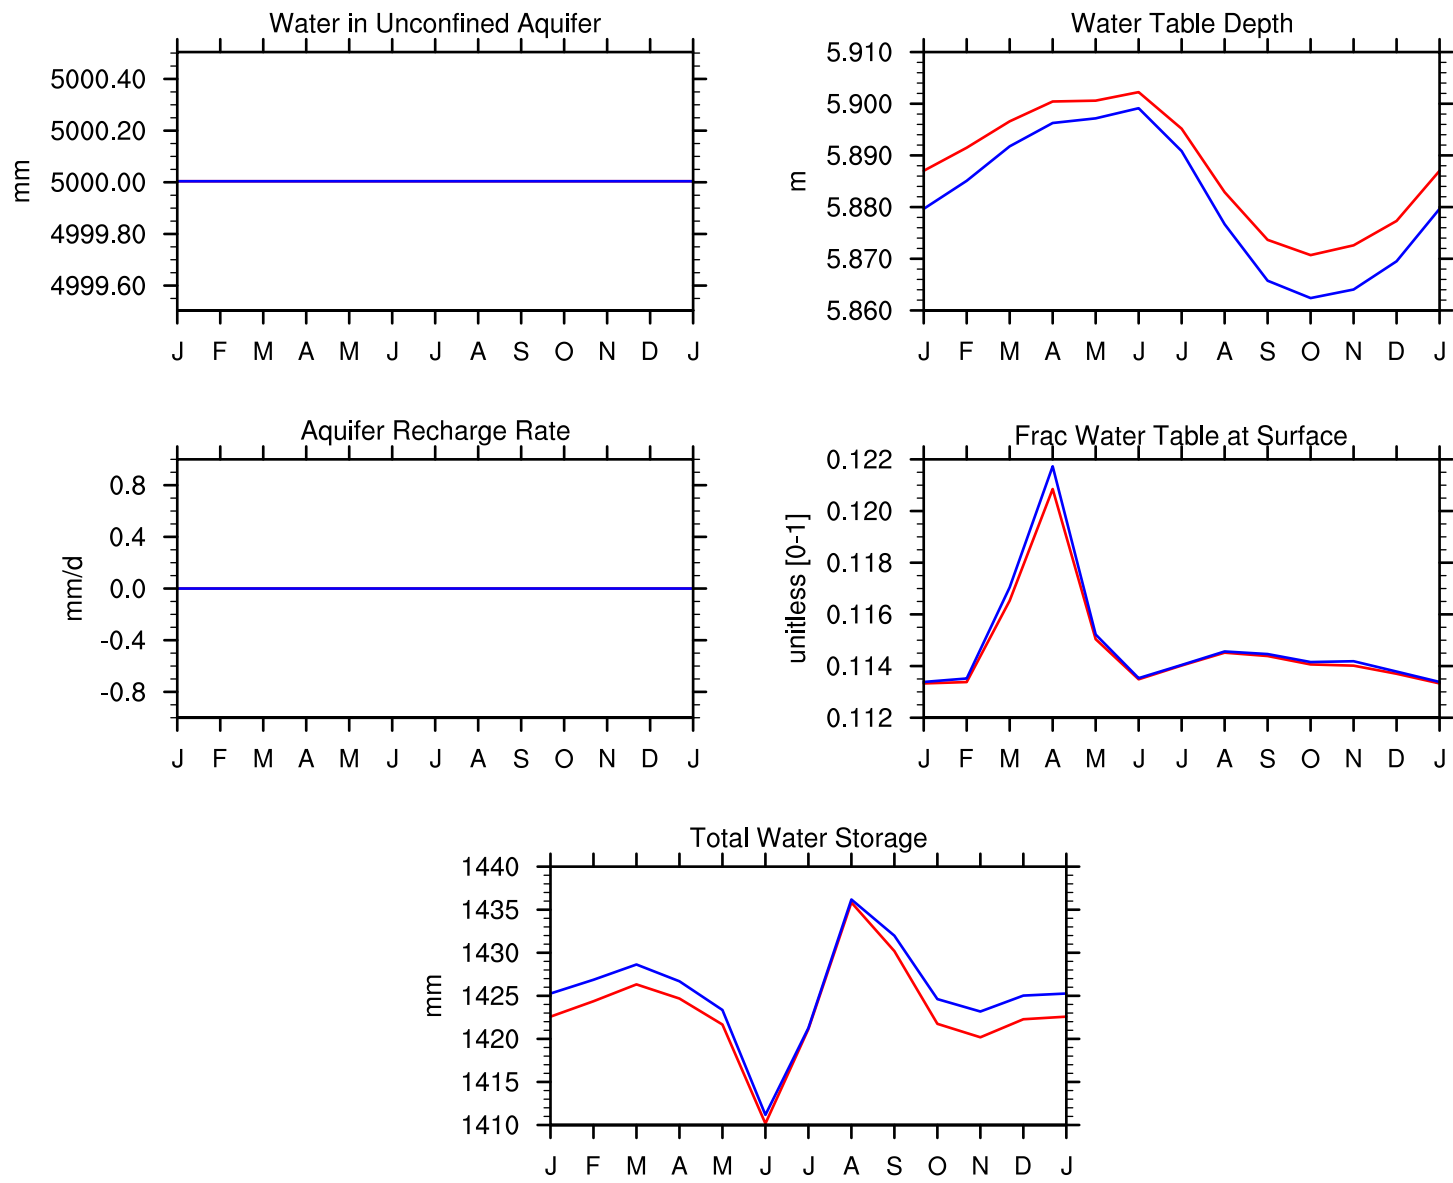 Water in Unconfined Aquifer
5000.40
5000.20
5000.00
4999.80
4999.60
mm
J F M A M J J A S O N D J
Water Table Depth
5.910
5.900
5.890
5.880
5.870
5.860
m
J F M A M J J A S O N D J
Aquifer Recharge Rate
0.8
0.4
0.0
-0.4
-0.8
mm/d
J F M A M J J A S O N D J
Frac Water Table at Surface
0.122
0.120
0.118
0.116
0.114
0.112
unitless [0-1]
J F M A M J J A S O N D J
Total Water Storage
1440
1435
1430
1425
1420
1415
1410
mm
J F M A M J J A S O N D J